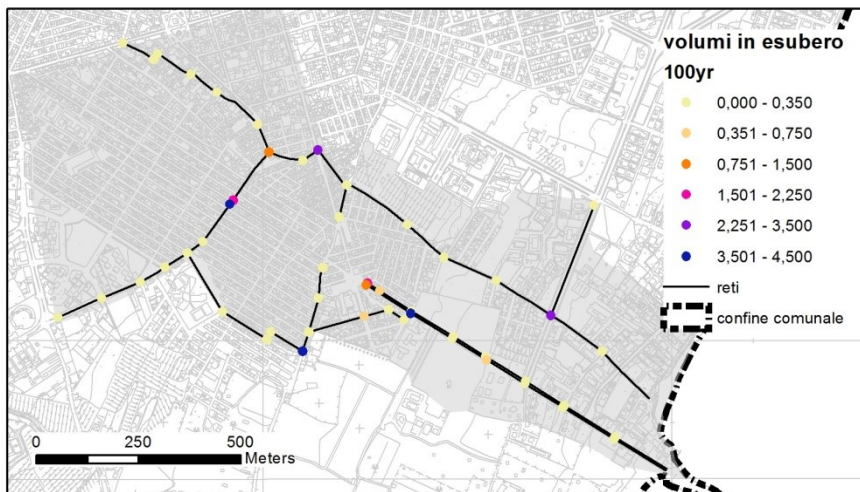 volumi in esubero
100yr
0,000 - 0,350
0,351 - 0,750
0,751 - 1,500
1,501 - 2,250
2,251 - 3,500
3,501 - 4,500
reti
confine comunale
0 250 500
Meters